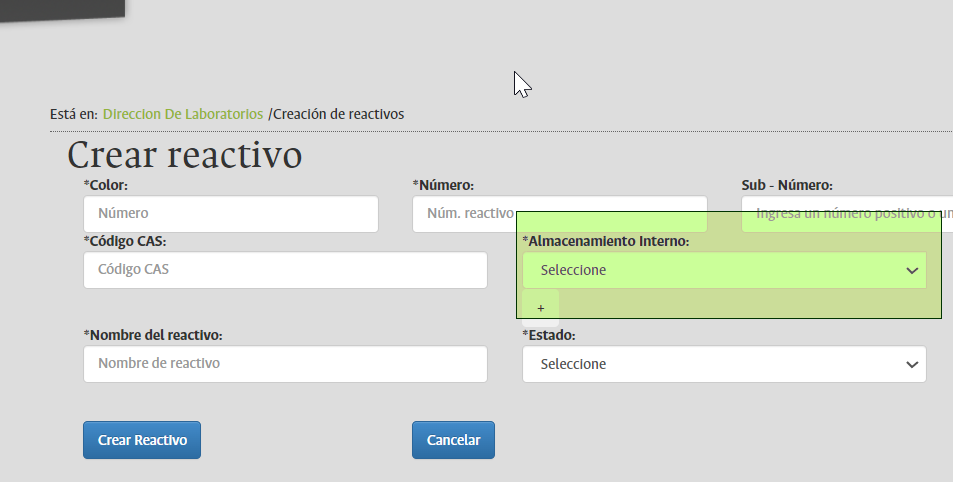 Está en: Direccion De Laboratorios /Creación de reactivos
Crear reactivo
*Color: *Número: Sub - Número:
Número Núm. reactivo Ingresa un número positivo o un
*Código CAS: *Almacenamiento Interno:
Código CAS Seleccione
+
*Nombre del reactivo: *Estado:
Nombre de reactivo Seleccione
Crear Reactivo Cancelar